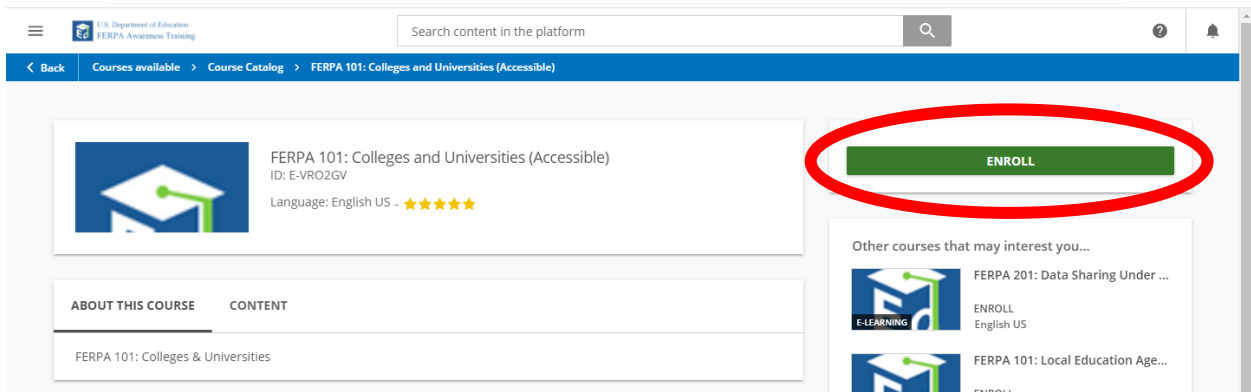 U.S. Department of Education
FERPA Awareness Training
Search content in the platform
Back Courses available > Course Catalog > FERPA 101: Colleges and Universities (Accessible)
FERPA 101: Colleges and Universities (Accessible)
ID: E-VRO2GV
Language: English US -
ENROLL
Other courses that may interest you...
FERPA 201: Data Sharing Under ...
ENROLL
E-LEARNING
English US
FERPA 101: Local Education Age...
ABOUT THIS COURSE CONTENT
FERPA 101: Colleges & Universities